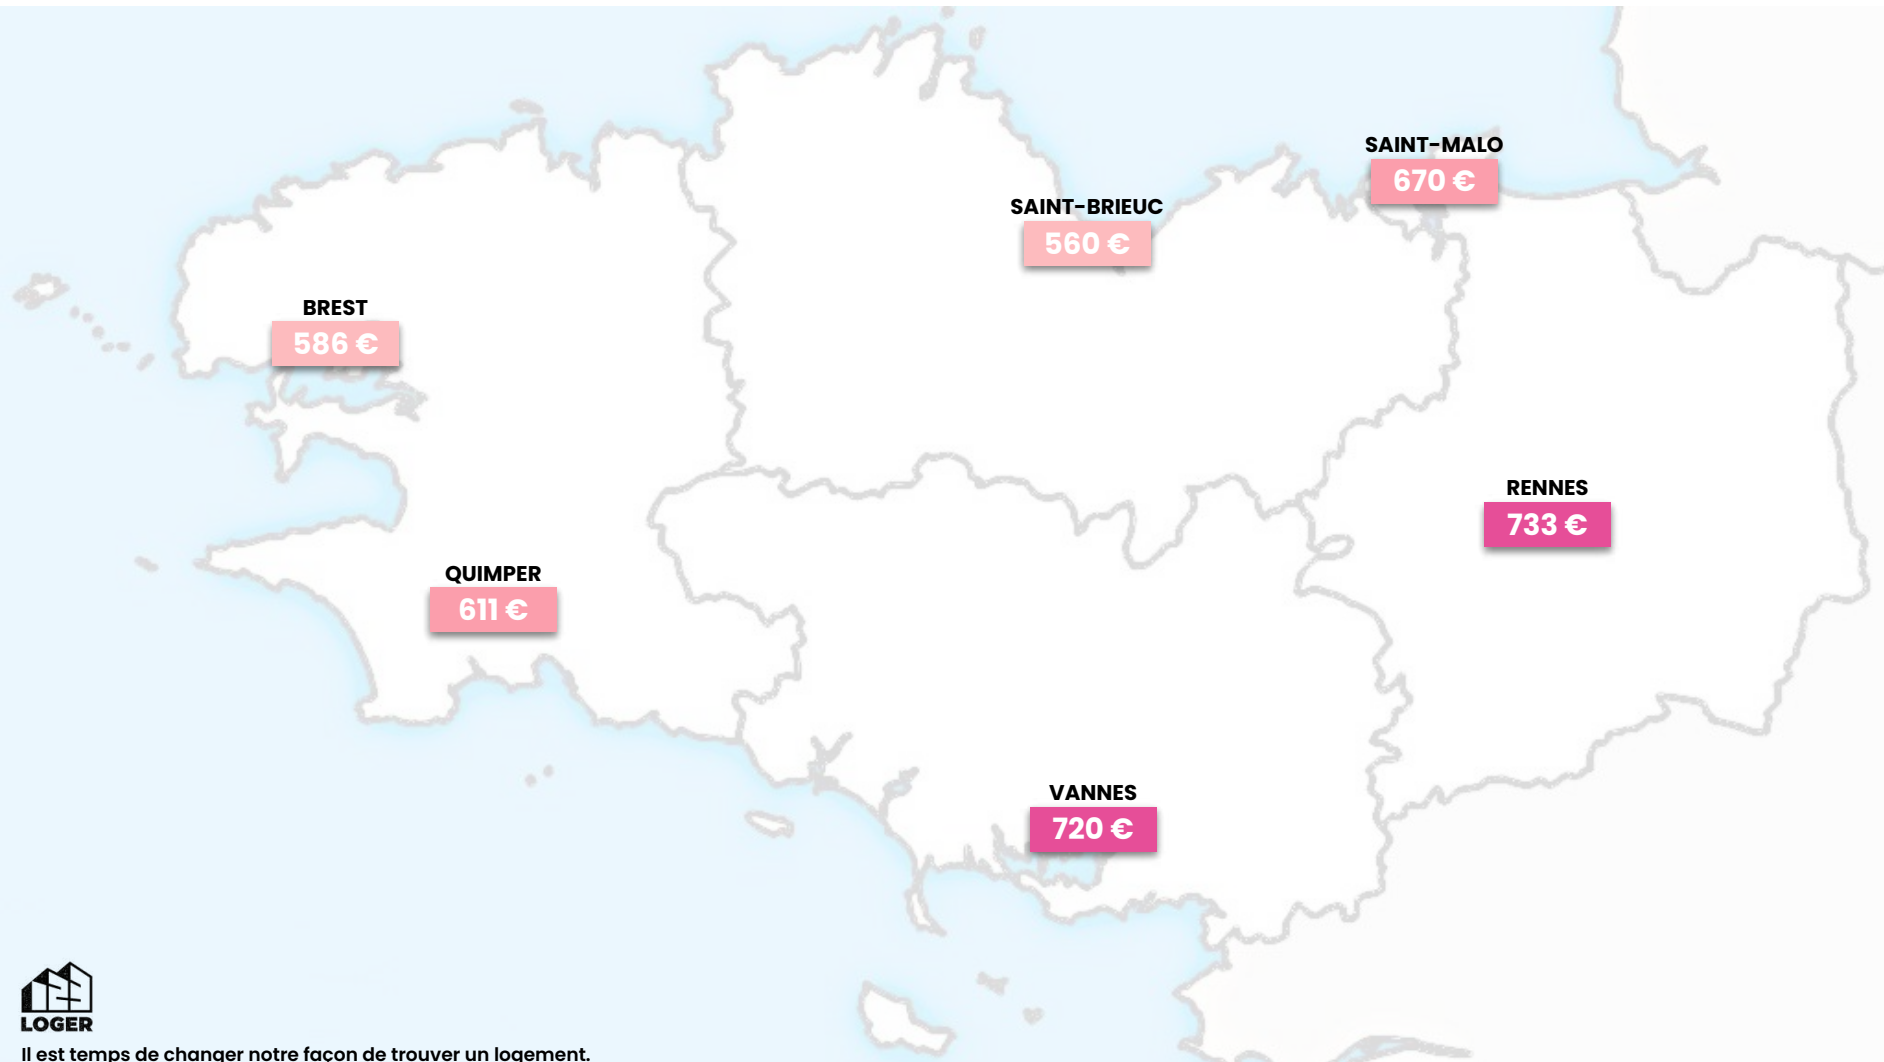 SAINT-MALO
670 €
SAINT-BRIEUC
560 €
BREST
586 €
RENNES
733 €
QUIMPER
611 €
VANNES
720 €
123
LOGER
Il est temps de changer notre façon de trouver un logement.